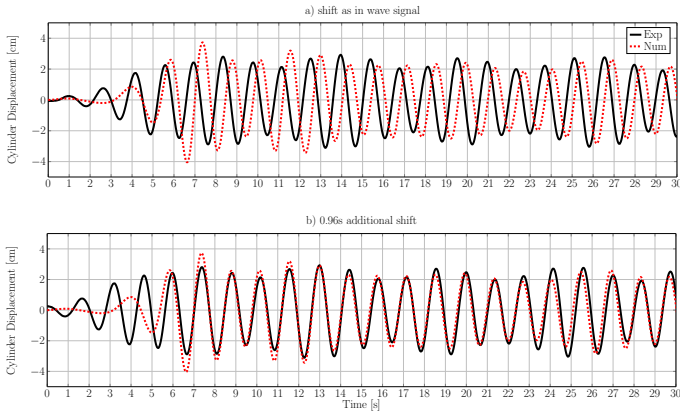 a) shift as in wave signal
Cylinder Displacement [cm]
4
2
0
−2
−4
Exp
Num
0 1 2 3 4 5 6 7 8 9 10 11 12 13 14 15 16 17 18 19 20 21 22 23 24 25 26 27 28 29 30
b) 0.96s additional shift
Cylinder Displacement [cm]
4
2
0
−2
−4
0 1 2 3 4 5 6 7 8 9 10 11 12 13 14 15 16 17 18 19 20 21 22 23 24 25 26 27 28 29 30
Time [s]